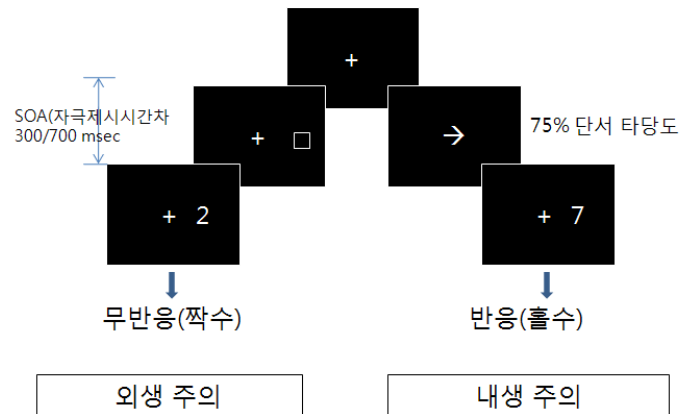 +
SOA(자극제시시간차
300/700 msec
+ □
→
75% 단서 타당도
+ 2
+ 7
무반응(짝수)
반응(홀수)
외생 주의
내생 주의